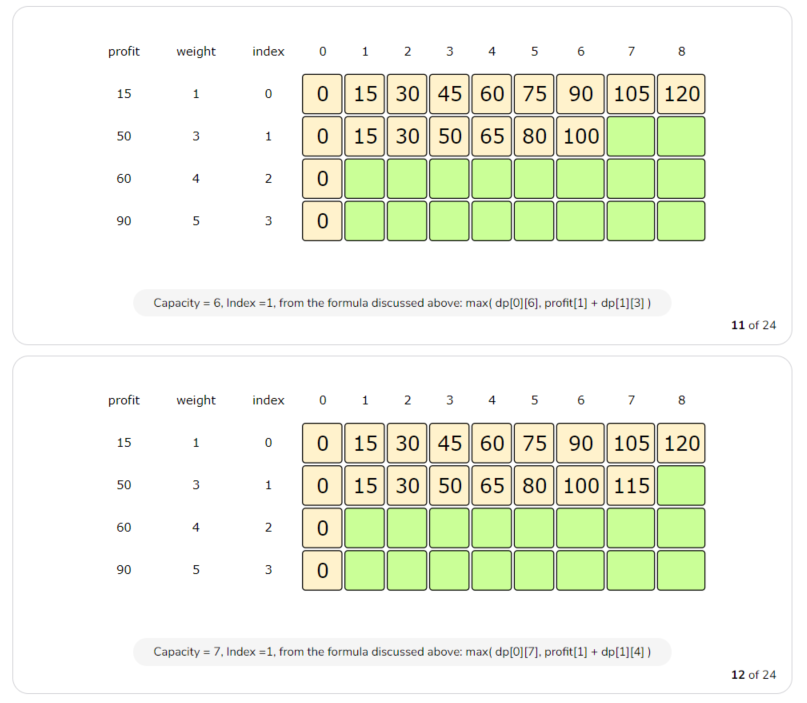 profit weight index 0 1 2 3 4 5 6 7 8
15 1 0 0 15 30 45 60 75 90 105 120
50 3 1 0 15 30 50 65 80 100
60 4 2 0
90 5 3 0
Capacity = 6, Index =1, from the formula discussed above: max( dp[0][6], profit[1] + dp[1][3] )
11 of 24
profit weight index 0 1 2 3 4 5 6 7 8
15 1 0 0 15 30 45 60 75 90 105 120
50 3 1 0 15 30 50 65 80 100 115
60 4 2 0
90 5 3 0
Capacity = 7, Index =1, from the formula discussed above: max( dp[0][7], profit[1] + dp[1][4] )
12 of 24